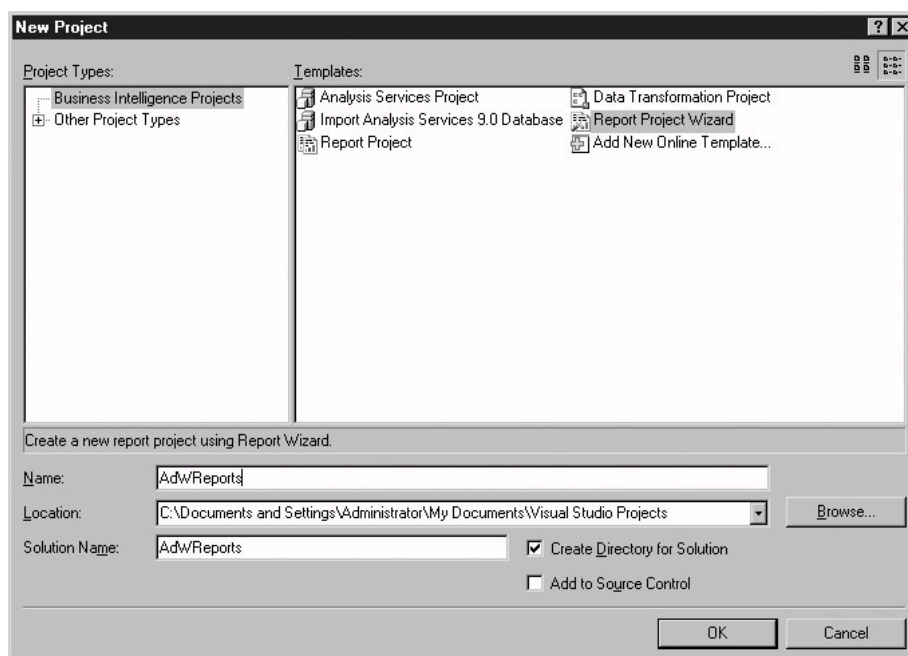 New Project
Project Types:
Templates:
Business Intelligence Projects
Other Project Types
Analysis Services Project
Import Analysis Services 9.0 Database
Report Project
Data Transformation Project
Report Project Wizard
Add New Online Template...
Create a new report project using Report Wizard.
Name:
AdWReports
Location:
C:\Documents and Settings\Administrator\My Documents\Visual Studio Projects
Browse...
Solution Name:
AdWReports
Create Directory for Solution
Add to Source Control
OK
Cancel